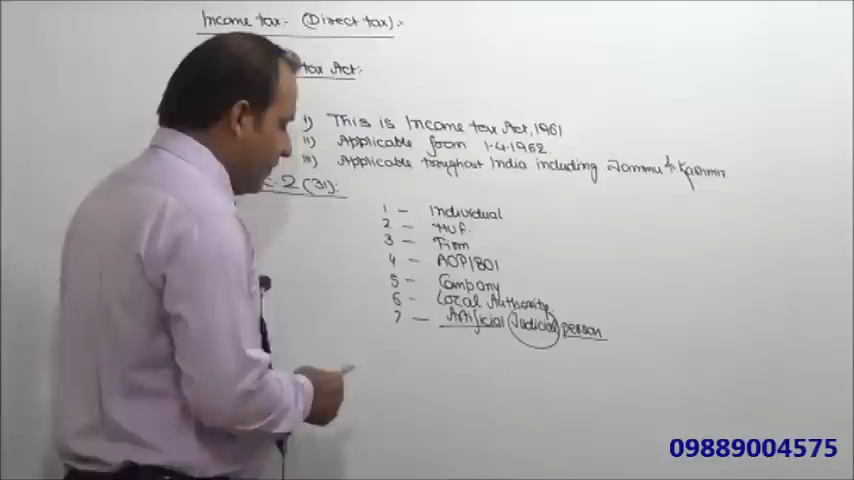 Income tax:- (Direct tax):-
tax Act:-
i) This is Income tax Act, 1961
ii) Applicable from 1-4-1962.
iii) Applicable throughout India including Jammu & Kashmir
2 (31):-
1 - Individual
2 - HUF.
3 - Firm
4 - AOP/BOI
5 - Company
6 - Local Authority
7 - Artificial Judicial person
09889004575